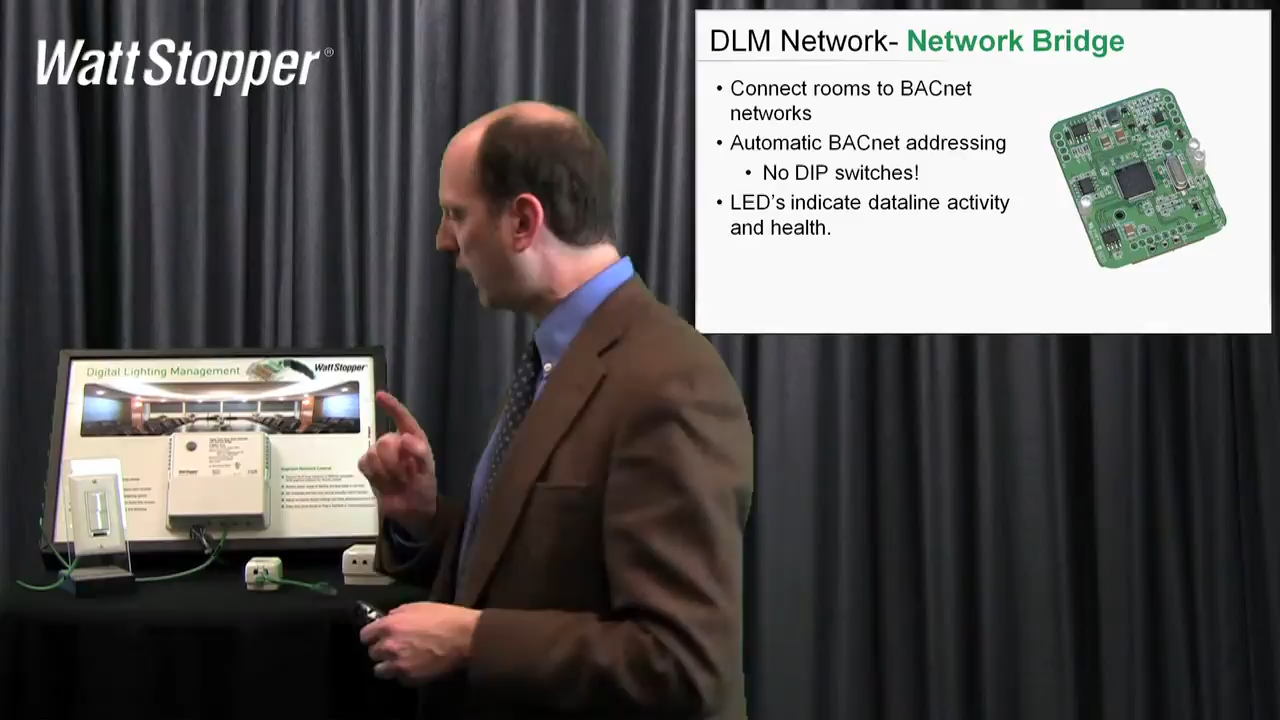 WattStopper®
DLM Network- Network Bridge
• Connect rooms to BACnet
networks
• Automatic BACnet addressing
• No DIP switches!
• LED's indicate dataline activity
and health.
Digital Lighting Management
WattStopper